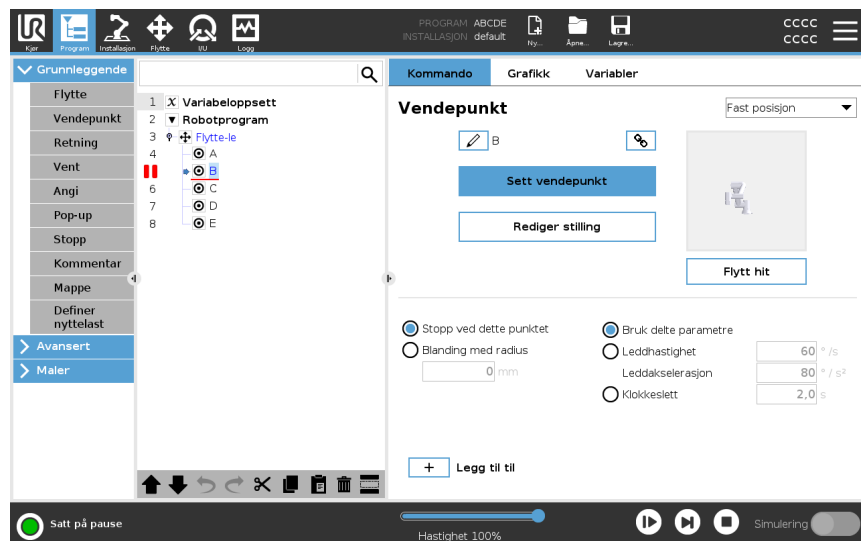 UR
Kjør
Program
Installasjon
Flytte
I/U
Logg
PROGRAM ABCDE
INSTALLASJON default
Ny...
Åpne...
Lagre...
cccc
cccc
Grunnleggende
Flytte
Vendepunkt
Retning
Vent
Angi
Pop-up
Stopp
Kommentar
Mappe
Definer
nyttelast
Avansert
Maler
1 X Variabeloppsett
2 Robotprogram
3 Flytte-le
4 A
B
6 C
7 D
8 E
Kommando Grafikk Variabler
Vendepunkt
Fast posisjon
B
Sett vendepunkt
Rediger stilling
Flytt hit
Stopp ved dette punktet
Blanding med radius
0 mm
Bruk delte parametre
Leddhastighet 60 ° /s
Leddakselerasjon 80 ° / s²
Klokkeslett 2,0 s
+ Legg til til
Satt på pause
Hastighet 100%
Simulering